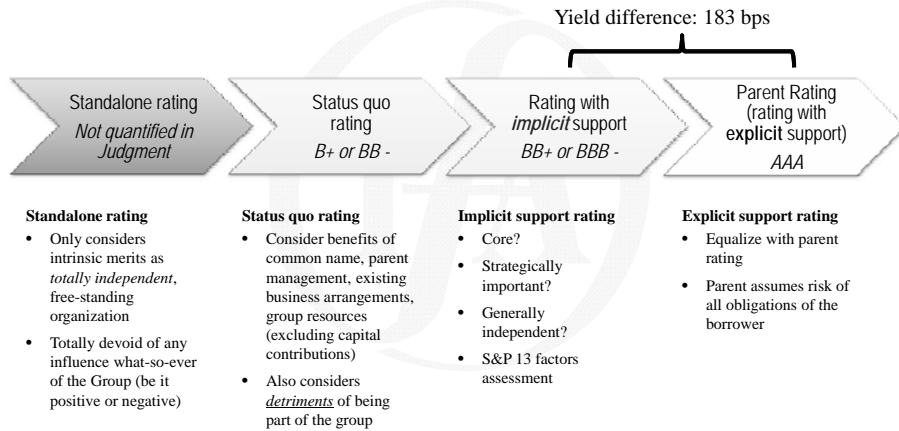 Yield difference: 183 bps
Standalone rating
Not quantified in
Judgment
Status quo
rating
B+ or BB -
Rating with
implicit support
BB+ or BBB -
Parent Rating
(rating with
explicit support)
AAA
Standalone rating
• Only considers
intrinsic merits as
totally independent,
free-standing
organization
• Totally devoid of any
influence what-so-ever
of the Group (be it
positive or negative)
Status quo rating
• Consider benefits of
common name, parent
management, existing
business arrangements,
group resources
(excluding capital
contributions)
• Also considers
detriments of being
part of the group
Implicit support rating
• Core?
• Strategically
important?
• Generally
independent?
• S&P 13 factors
assessment
Explicit support rating
• Equalize with parent
rating
• Parent assumes risk of
all obligations of the
borrower